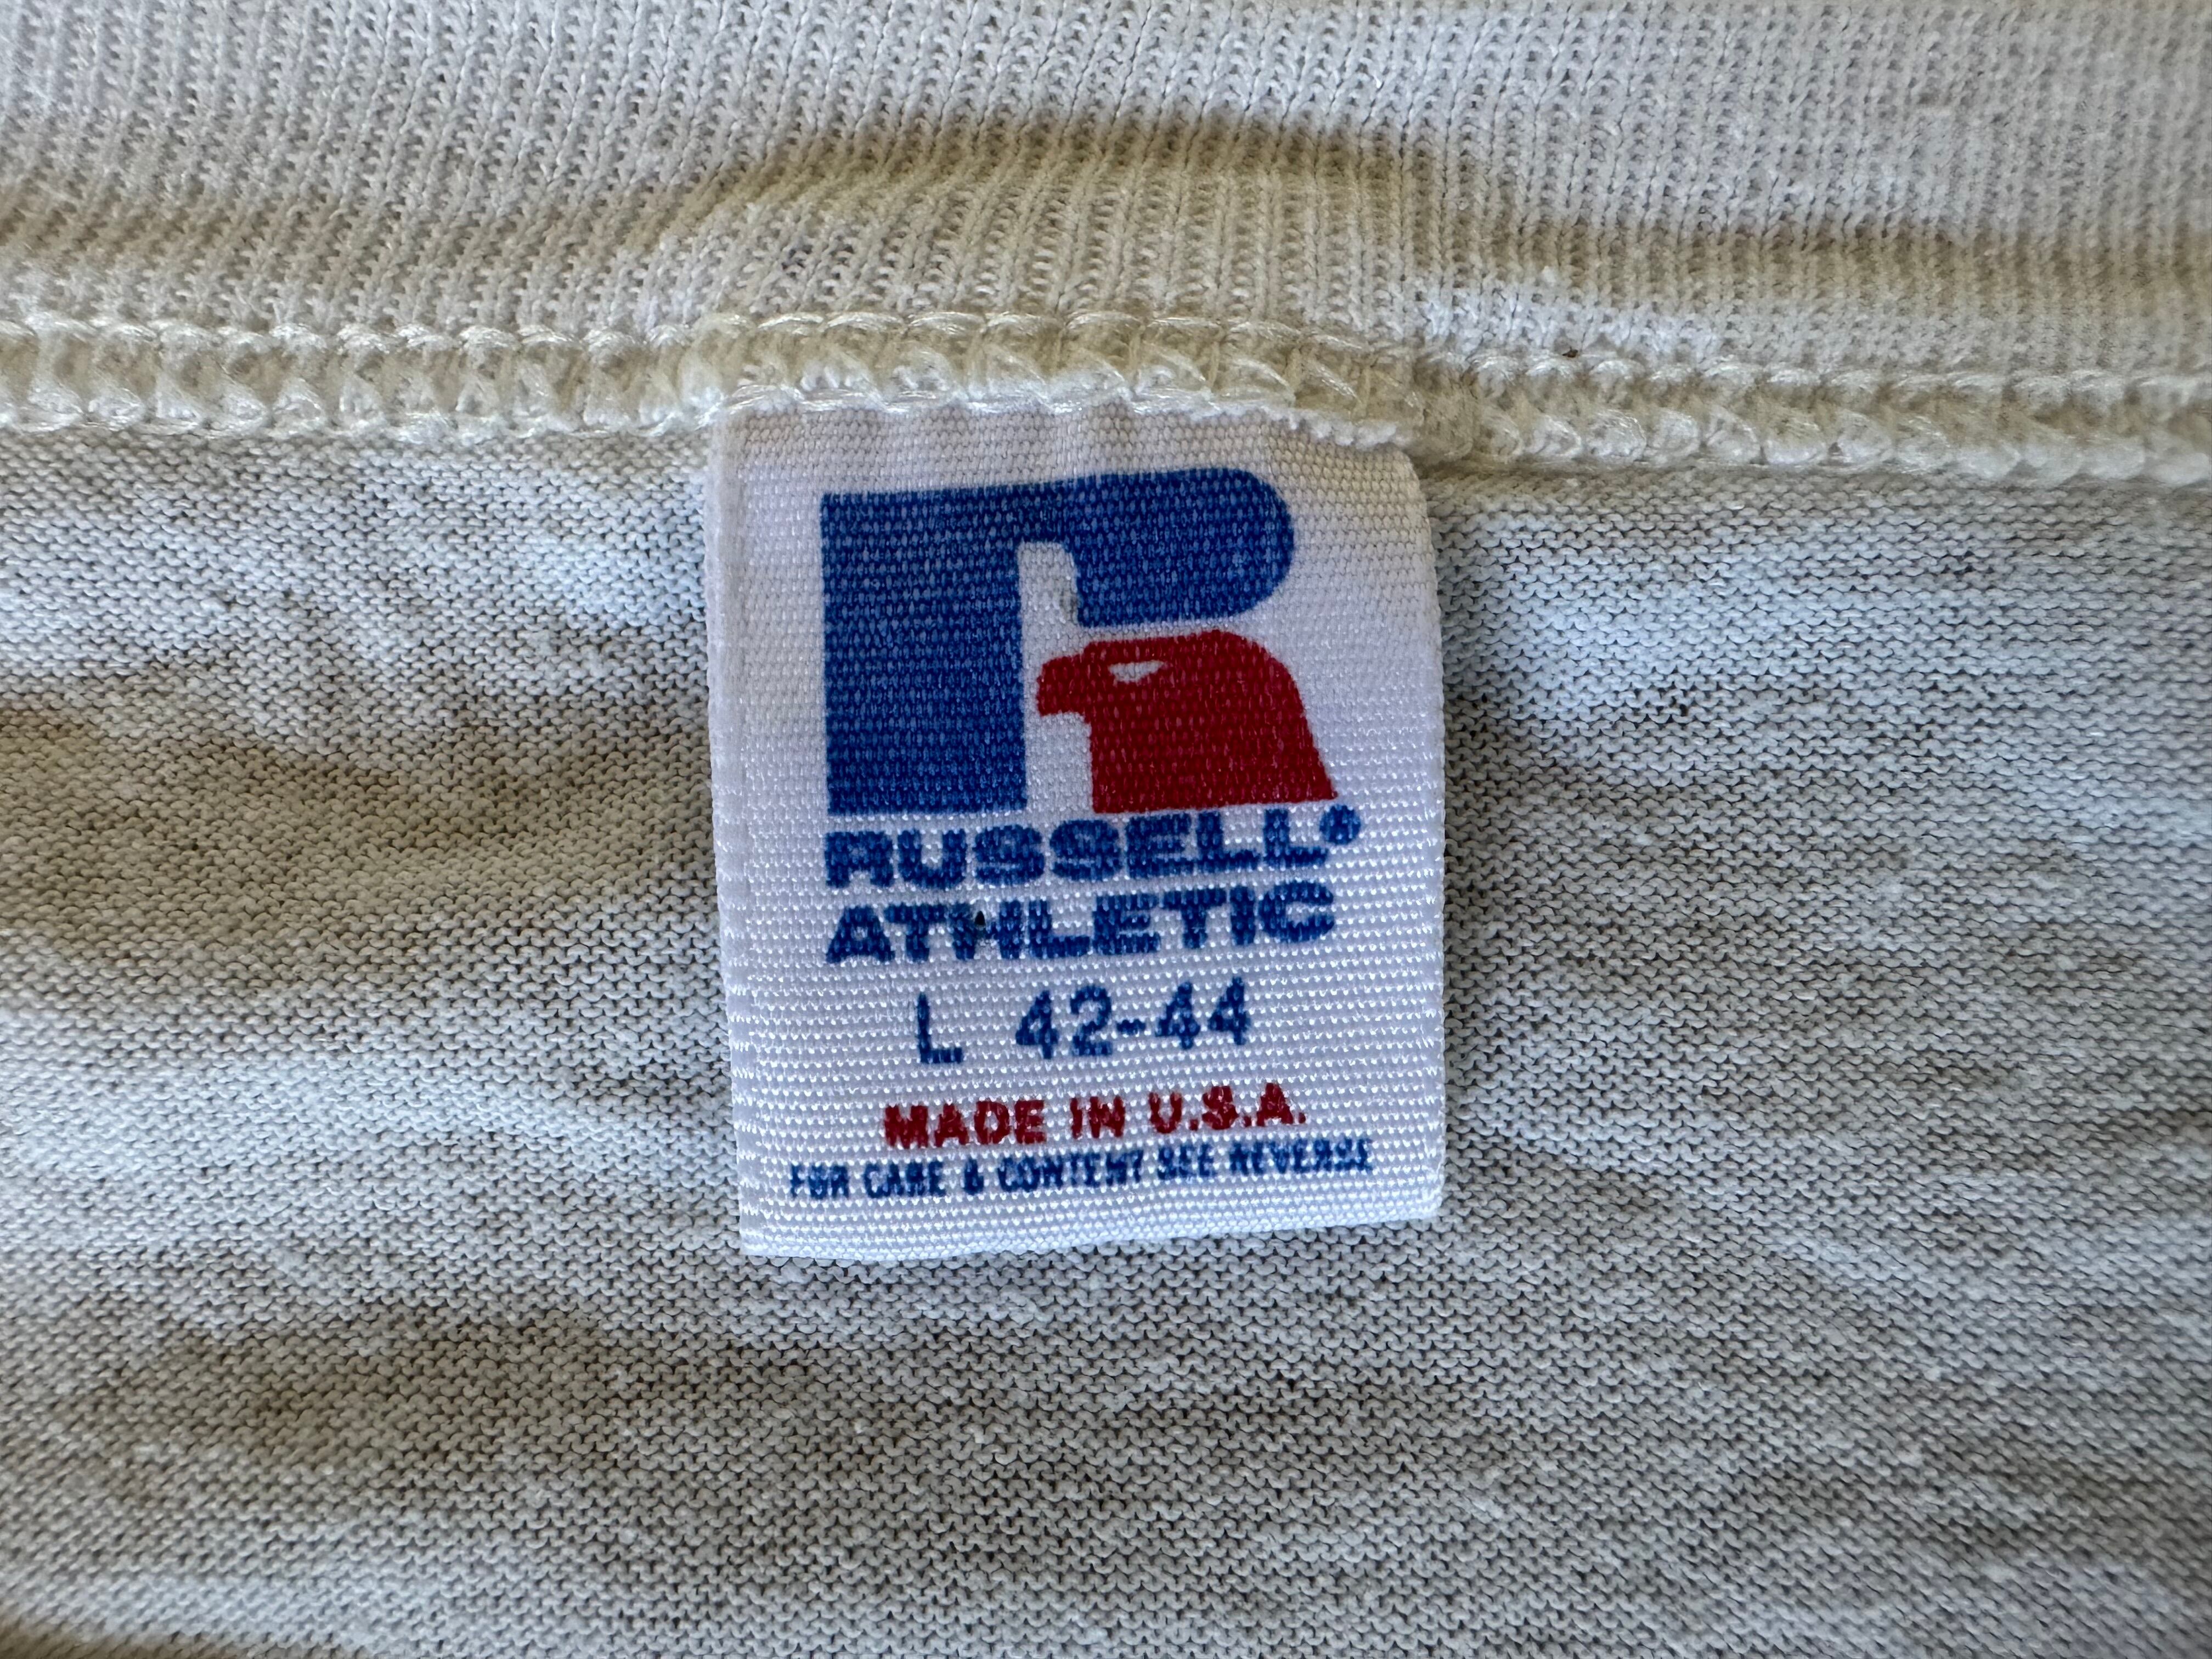 R
RUSSELL®
ATHLETIC
L 42-44
MADE IN U.S.A.
FOR CARE & CONTENT SEE REVERSE